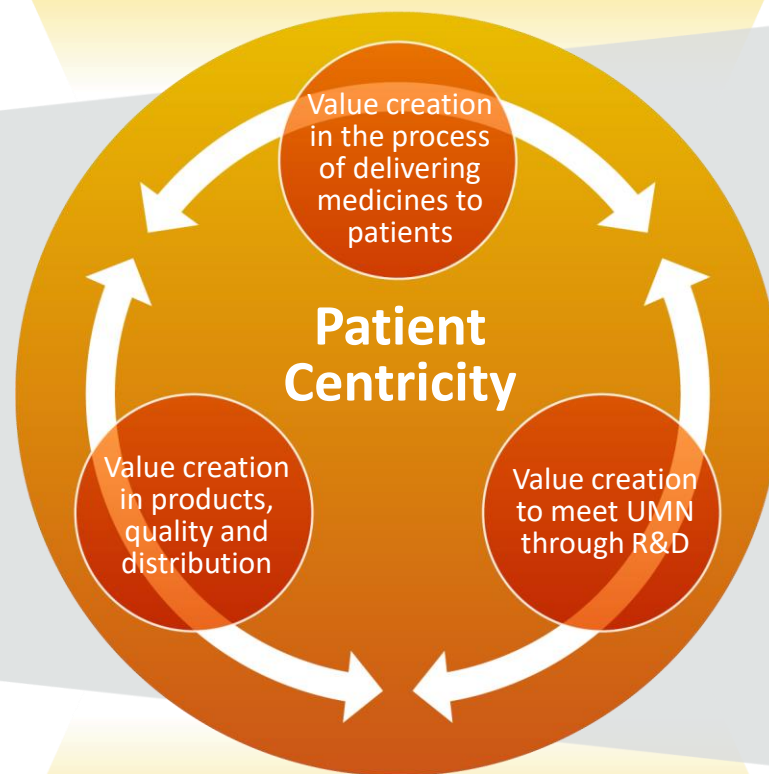 Value creation
in the process
of delivering
medicines to
patients
Patient
Centricity
Value creation
in products,
quality and
distribution
Value creation
to meet UMN
through R&D